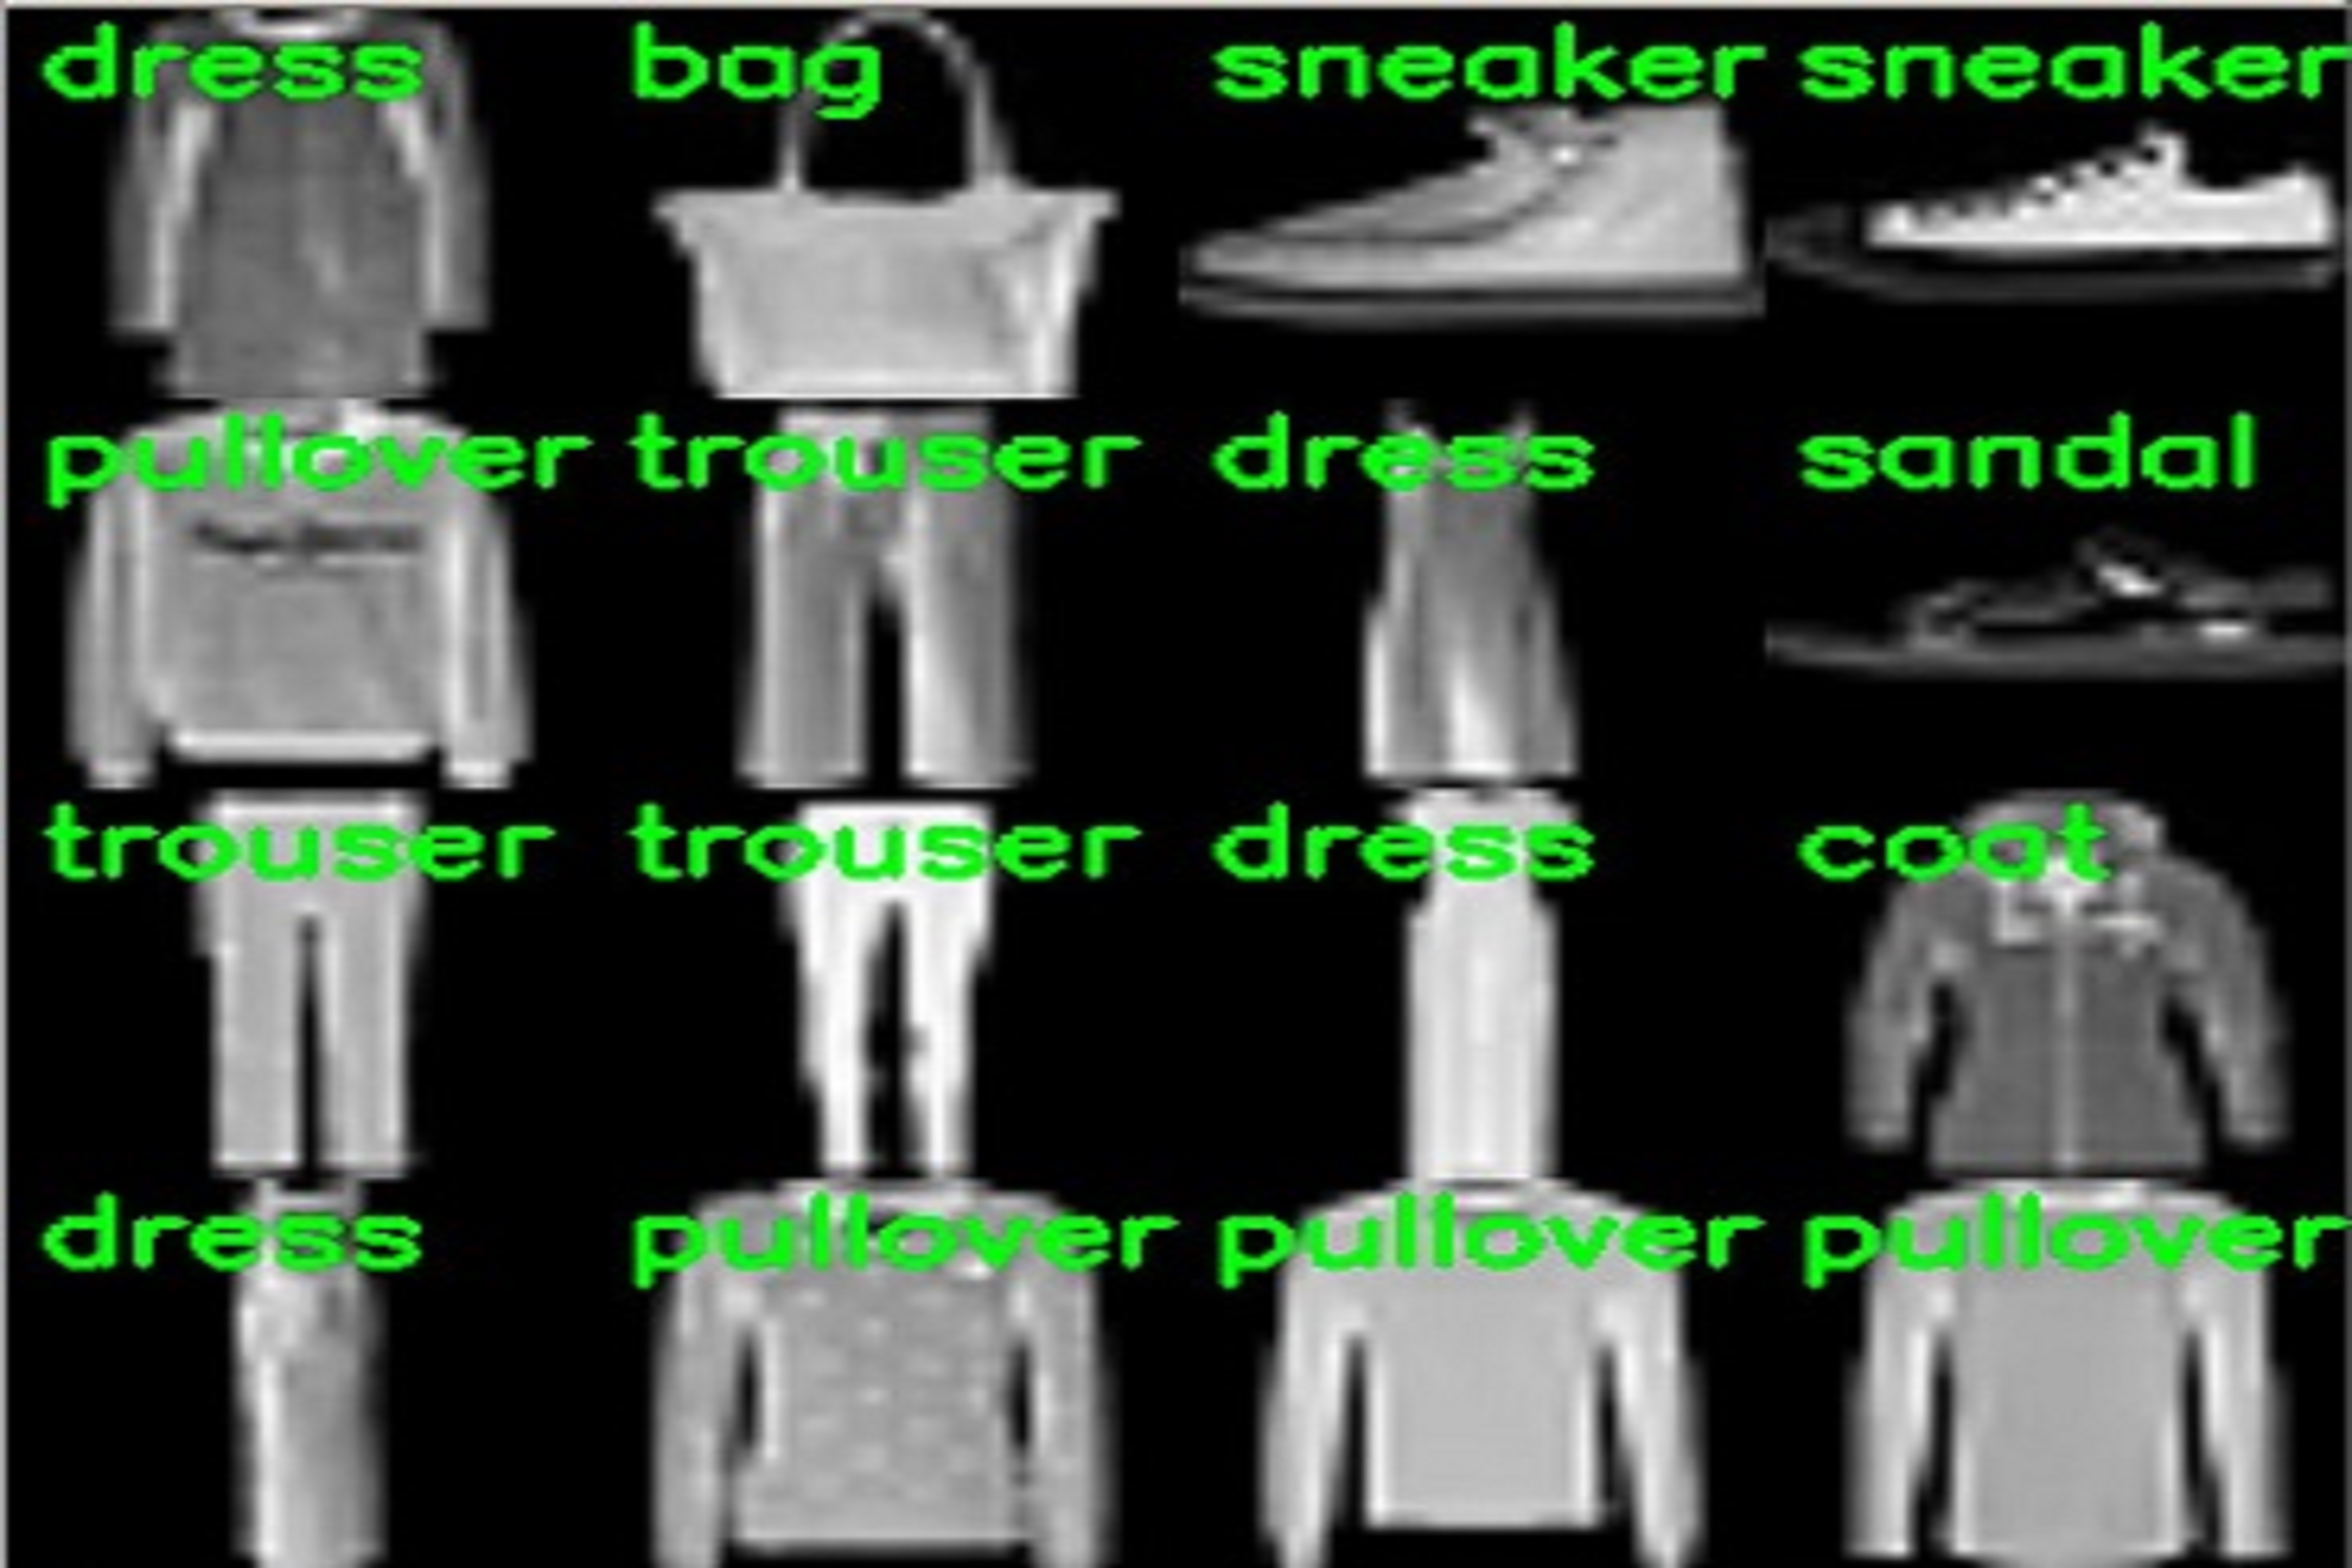 dress bag sneaker sneaker
pullover trouser dress sandal
trouser trouser dress coat
dress pullover pullover pullover